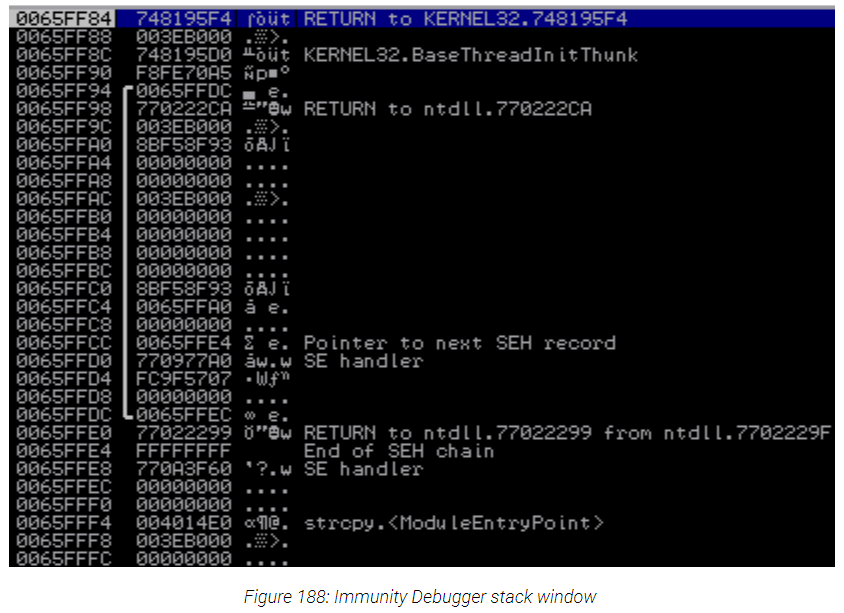 0065FF84 748195F4 ⌠òüt RETURN to KERNEL32.748195F4
0065FF88 003EB000 .░>.
0065FF8C 748195D0 ╨òüt KERNEL32.BaseThreadInitThunk
0065FF90 F8FE70A5 Ñp■°
0065FF94 0065FFDC ▄ e.
0065FF98 770222CA ╩"☻w RETURN to ntdll.770222CA
0065FF9C 003EB000 .░>.
0065FFA0 8BF58F93 ôÅJï
0065FFA4 00000000 ....
0065FFA8 00000000 ....
0065FFAC 003EB000 .░>.
0065FFB0 00000000 ....
0065FFB4 00000000 ....
0065FFB8 00000000 ....
0065FFBC 00000000 ....
0065FFC0 8BF58F93 ôÅJï
0065FFC4 0065FFA0 á e.
0065FFC8 00000000 ....
0065FFCC 0065FFE4 Σ e. Pointer to next SEH record
0065FFD0 770977A0 áw.w SE handler
0065FFD4 FC9F5707 •Wƒⁿ
0065FFD8 00000000 ....
0065FFDC 0065FFEC ∞ e.
0065FFE0 77022299 Ö"☻w RETURN to ntdll.77022299 from ntdll.7702229F
0065FFE4 FFFFFFFF End of SEH chain
0065FFE8 770A3F60 '?.w SE handler
0065FFEC 00000000 ....
0065FFF0 00000000 ....
0065FFF4 004014E0 α¶@. strcpy.<ModuleEntryPoint>
0065FFF8 003EB000 .░>.
0065FFFC 00000000 ....
Figure 188: Immunity Debugger stack window